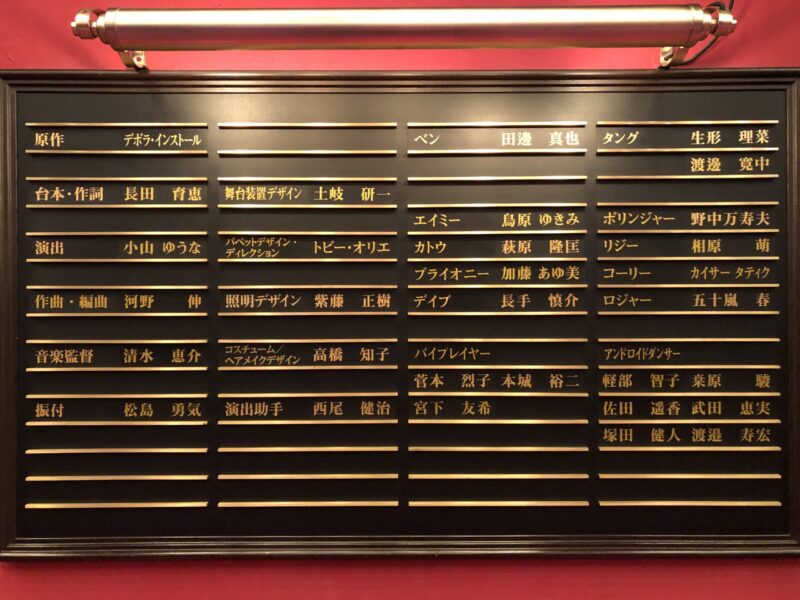 原作 デボラ・インストール
台本・作詞 長田 育恵
演出 小山 ゆうな
作曲・編曲 河野 伸
音楽監督 清水 恵介
振付 松島 勇気
舞台装置デザイン 土岐 研一
パペットデザイン・
ディレクション トビー・オリエ
照明デザイン 紫藤 正樹
コスチューム/
ヘアメイクデザイン 髙橋 知子
演出助手 西尾 健治
ベン 田邊 真也
エイミー 鳥原 ゆきみ
カトウ 萩原 隆匡
ブライオニー 加藤 あゆ美
デイブ 長手 慎介
バイプレイヤー
菅本 烈子 本城 裕二
宮下 友希
タング 生形 理菜
渡邊 寛中
ボリンジャー 野中万寿夫
リジー 相原 萌
コーリー カイサー タティク
ロジャー 五十嵐 春
アンドロイドダンサー
軽部 智子 桒原 駿
佐田 遥香 武田 恵実
塚田 健人 渡邉 寿宏